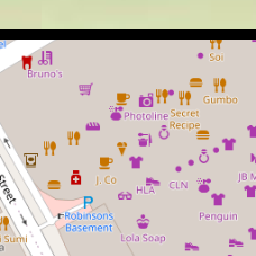 Soi
Bruno's
Gumbo
Photoline
Secret
Recipe
J. Co
HLA
CLN
JB M
Street
P
Robinsons
Basement
Penguin
Sumi
Lola Soap